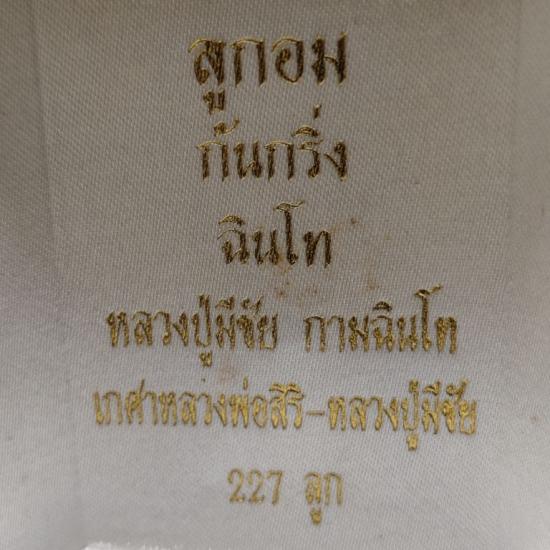 ลูกอม
ก้นกริ่ง
ฉินโท
หลวงปู่มีชัย กามฉินโท
เกศาหลวงพ่อสิริ-หลวงปู่มีชัย
227 ลูก